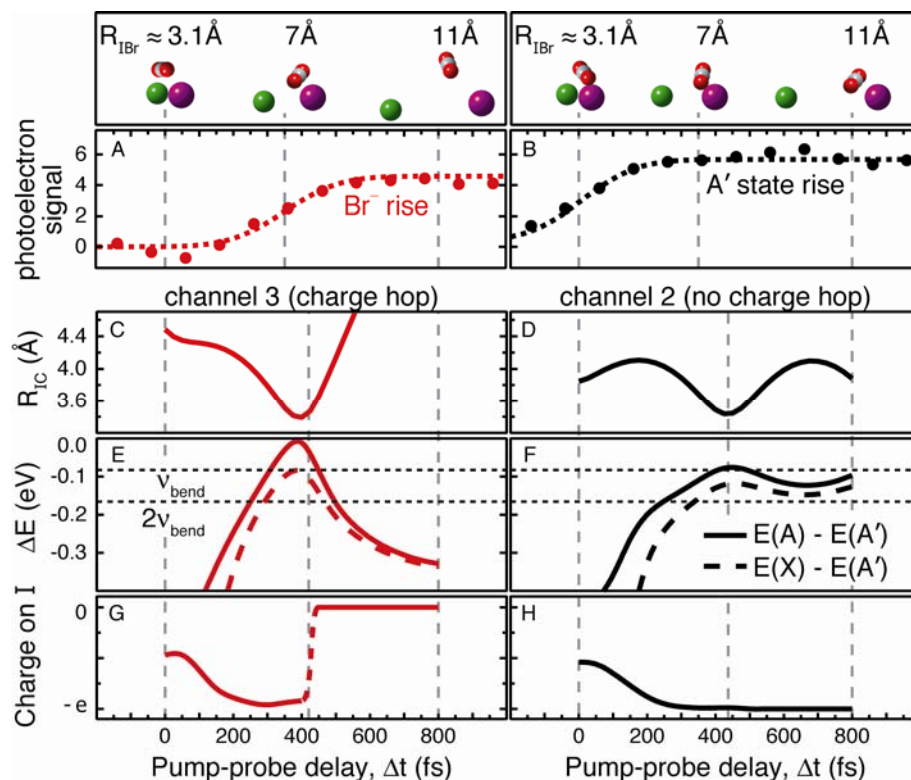 R_IBr ≈ 3.1Å 7Å 11Å
R_IBr ≈ 3.1Å 7Å 11Å
photoelectron signal
6
4
2
0
A
Br⁻ rise
B
A′ state rise
channel 3 (charge hop)
channel 2 (no charge hop)
R_IC (Å)
4.4
4.0
3.6
C
D
ΔE (eV)
0.0
-0.1
-0.2
-0.3
E
ν_bend
2ν_bend
F
E(A) - E(A′)
E(X) - E(A′)
Charge on I
0
-e
G
H
0 200 400 600 800
0 200 400 600 800
Pump-probe delay, Δt (fs)
Pump-probe delay, Δt (fs)